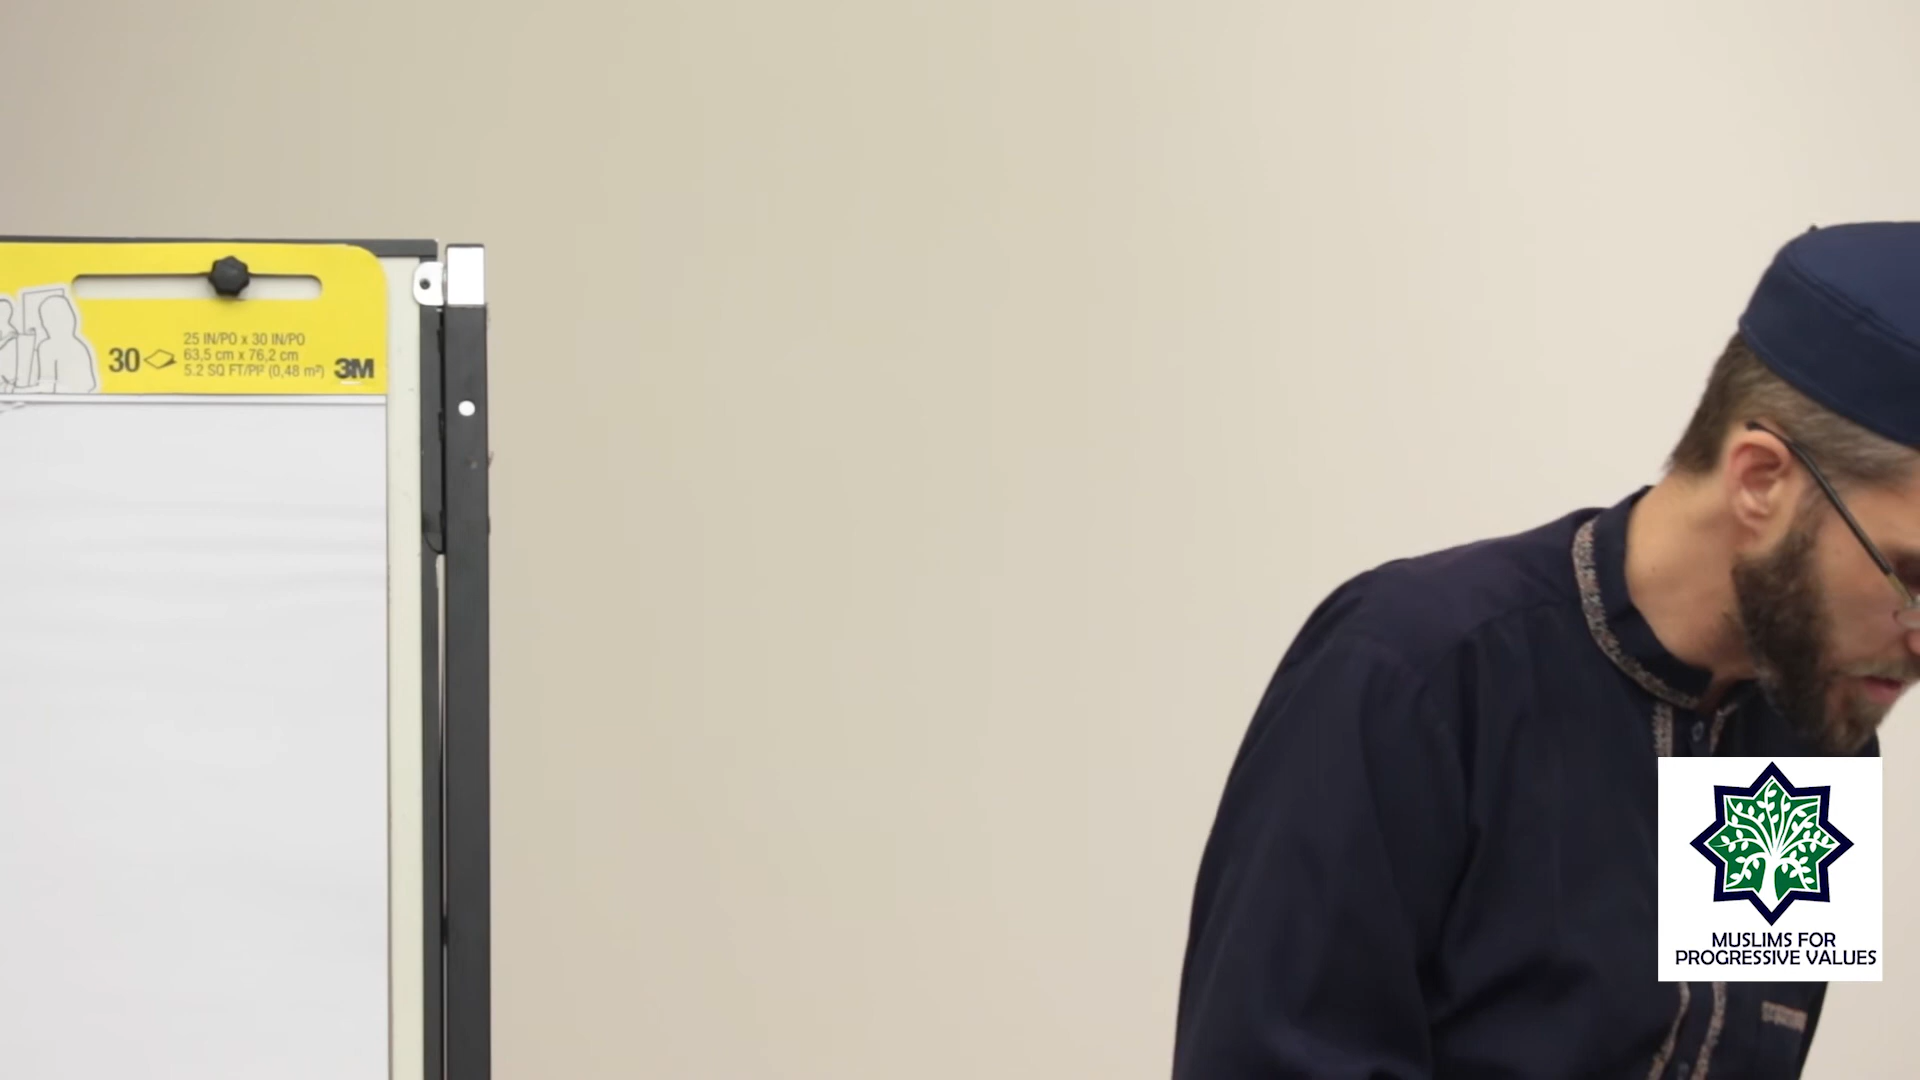 30
25 IN/PO x 30 IN/PO
63,5 cm x 76,2 cm
5.2 SQ FT/PI² (0,48 m²)
3M
MUSLIMS FOR
PROGRESSIVE VALUES